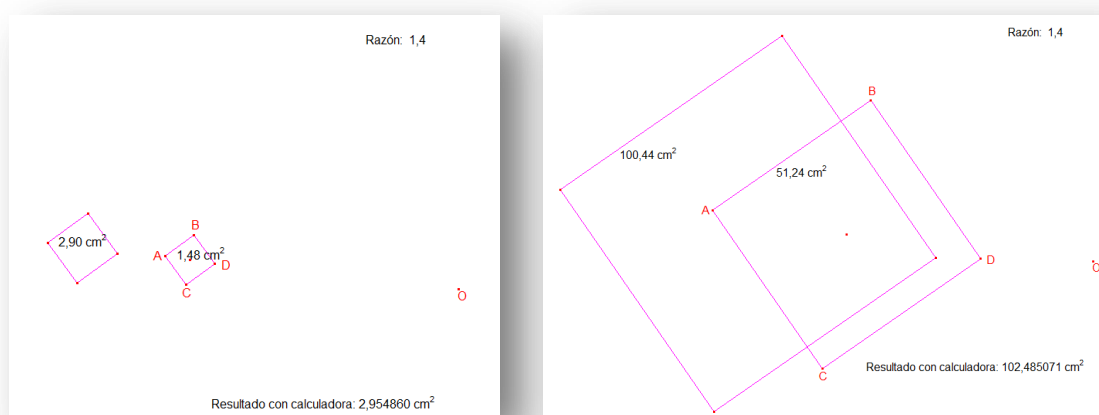 Razón: 1,4
B
2,90 cm²
A
1,48 cm²
D
C
O
Resultado con calculadora: 2,954860 cm²
Razón: 1,4
B
100,44 cm²
51,24 cm²
A
D
O
Resultado con calculadora: 102,485071 cm²
C